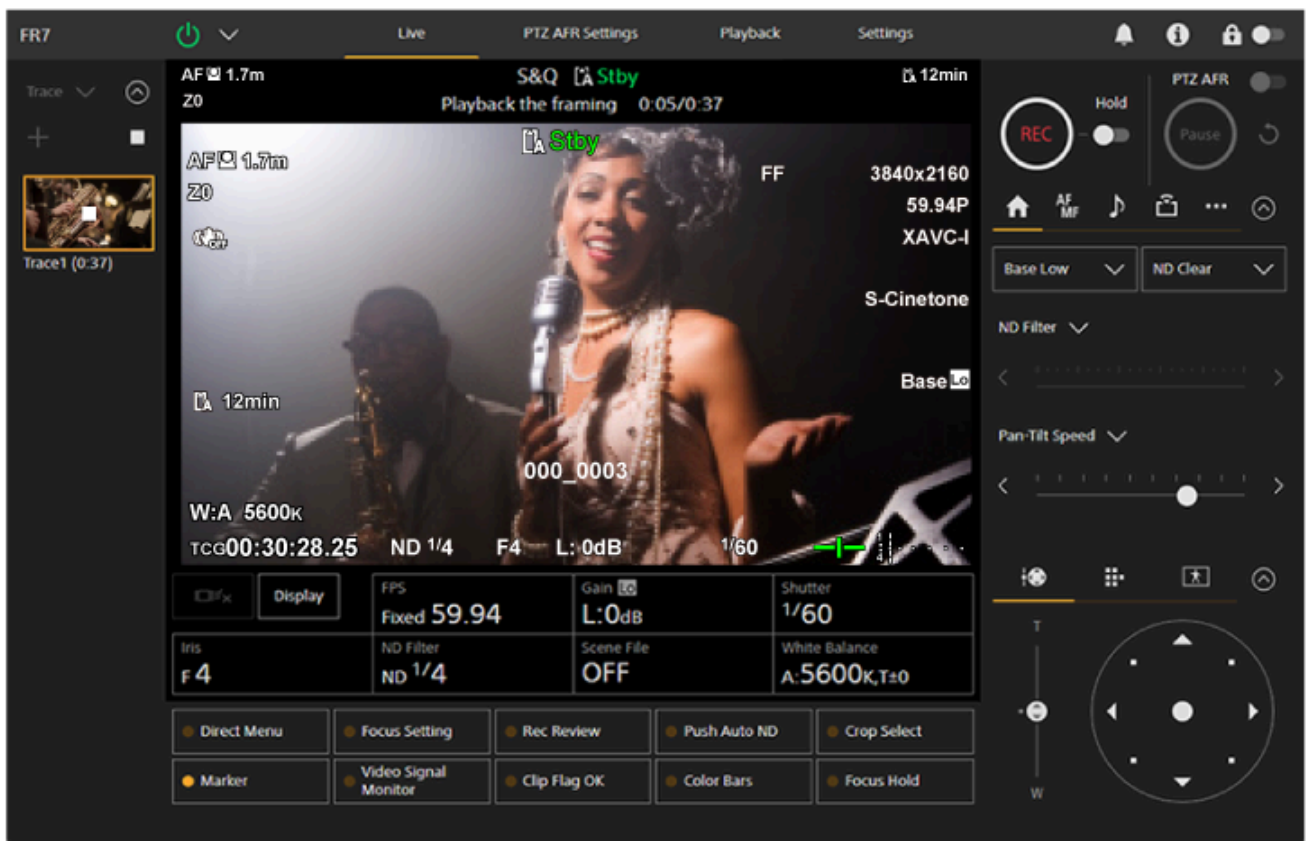 FR7
Live
PTZ AFR Settings
Playback
Settings
Trace
Trace1 (0:37)
AF 1.7m
S&Q A Stby
A 12min
Z0
Playback the framing 0:05/0:37
A Stby
AF 1.7m
FF
3840x2160
Z0
59.94P
OFF
XAVC-I
S-Cinetone
Base Lo
A 12min
000_0003
W:A 5600K
TCG00:30:28.25
ND 1/4
F4
L: 0dB
1/60
4
Display
FPS
Fixed 59.94
Gain Lo
L:0dB
Shutter
1/60
Iris
F 4
ND Filter
ND 1/4
Scene File
OFF
White Balance
A:5600K,T±0
Direct Menu
Focus Setting
Rec Review
Push Auto ND
Crop Select
Marker
Video Signal
Monitor
Clip Flag OK
Color Bars
Focus Hold
REC
Hold
PTZ AFR
Pause
AF
MF
Base Low
ND Clear
ND Filter
Pan-Tilt Speed
T
W